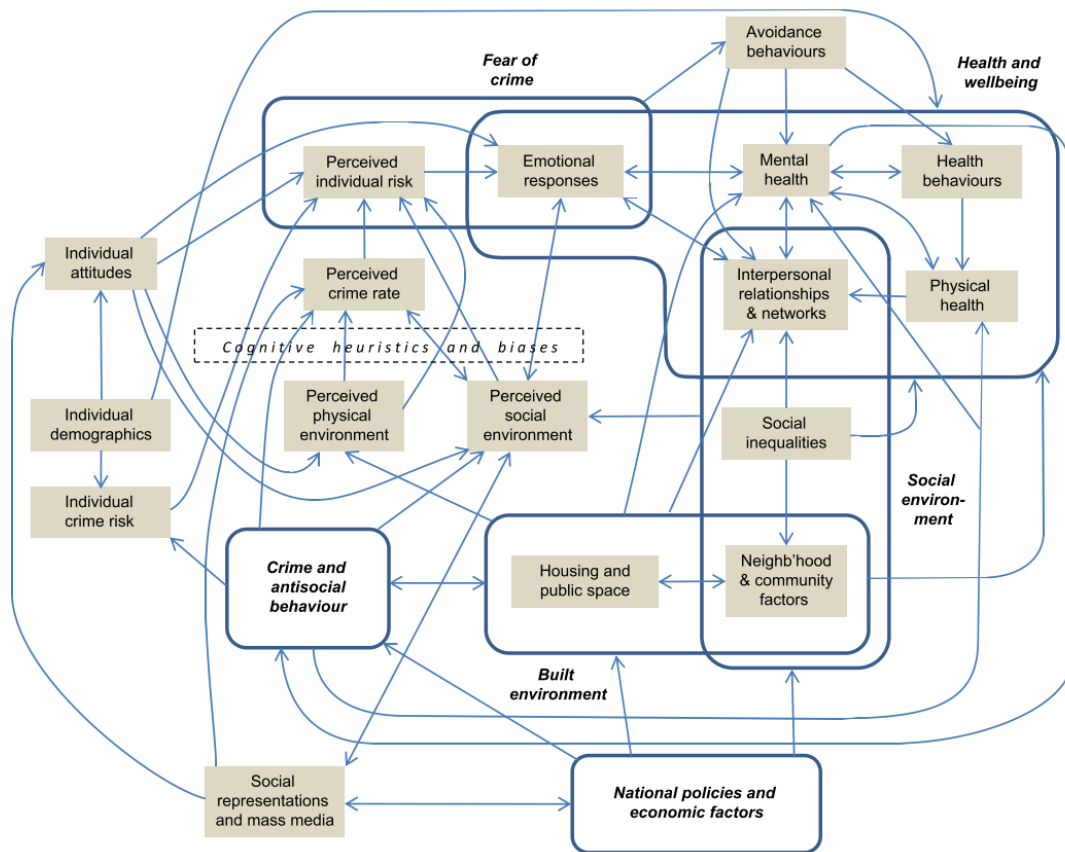 Avoidance
behaviours
Fear of
crime
Health and
wellbeing
Perceived
individual risk
Emotional
responses
Mental
health
Health
behaviours
Individual
attitudes
Perceived
crime rate
Interpersonal
relationships
& networks
Physical
health
Cognitive heuristics and biases
Perceived
physical
environment
Perceived
social
environment
Individual
demographics
Social
inequalities
Individual
crime risk
Social
environ-
ment
Crime and
antisocial
behaviour
Housing and
public space
Neighb'hood
& community
factors
Built
environment
Social
representations
and mass media
National policies and
economic factors